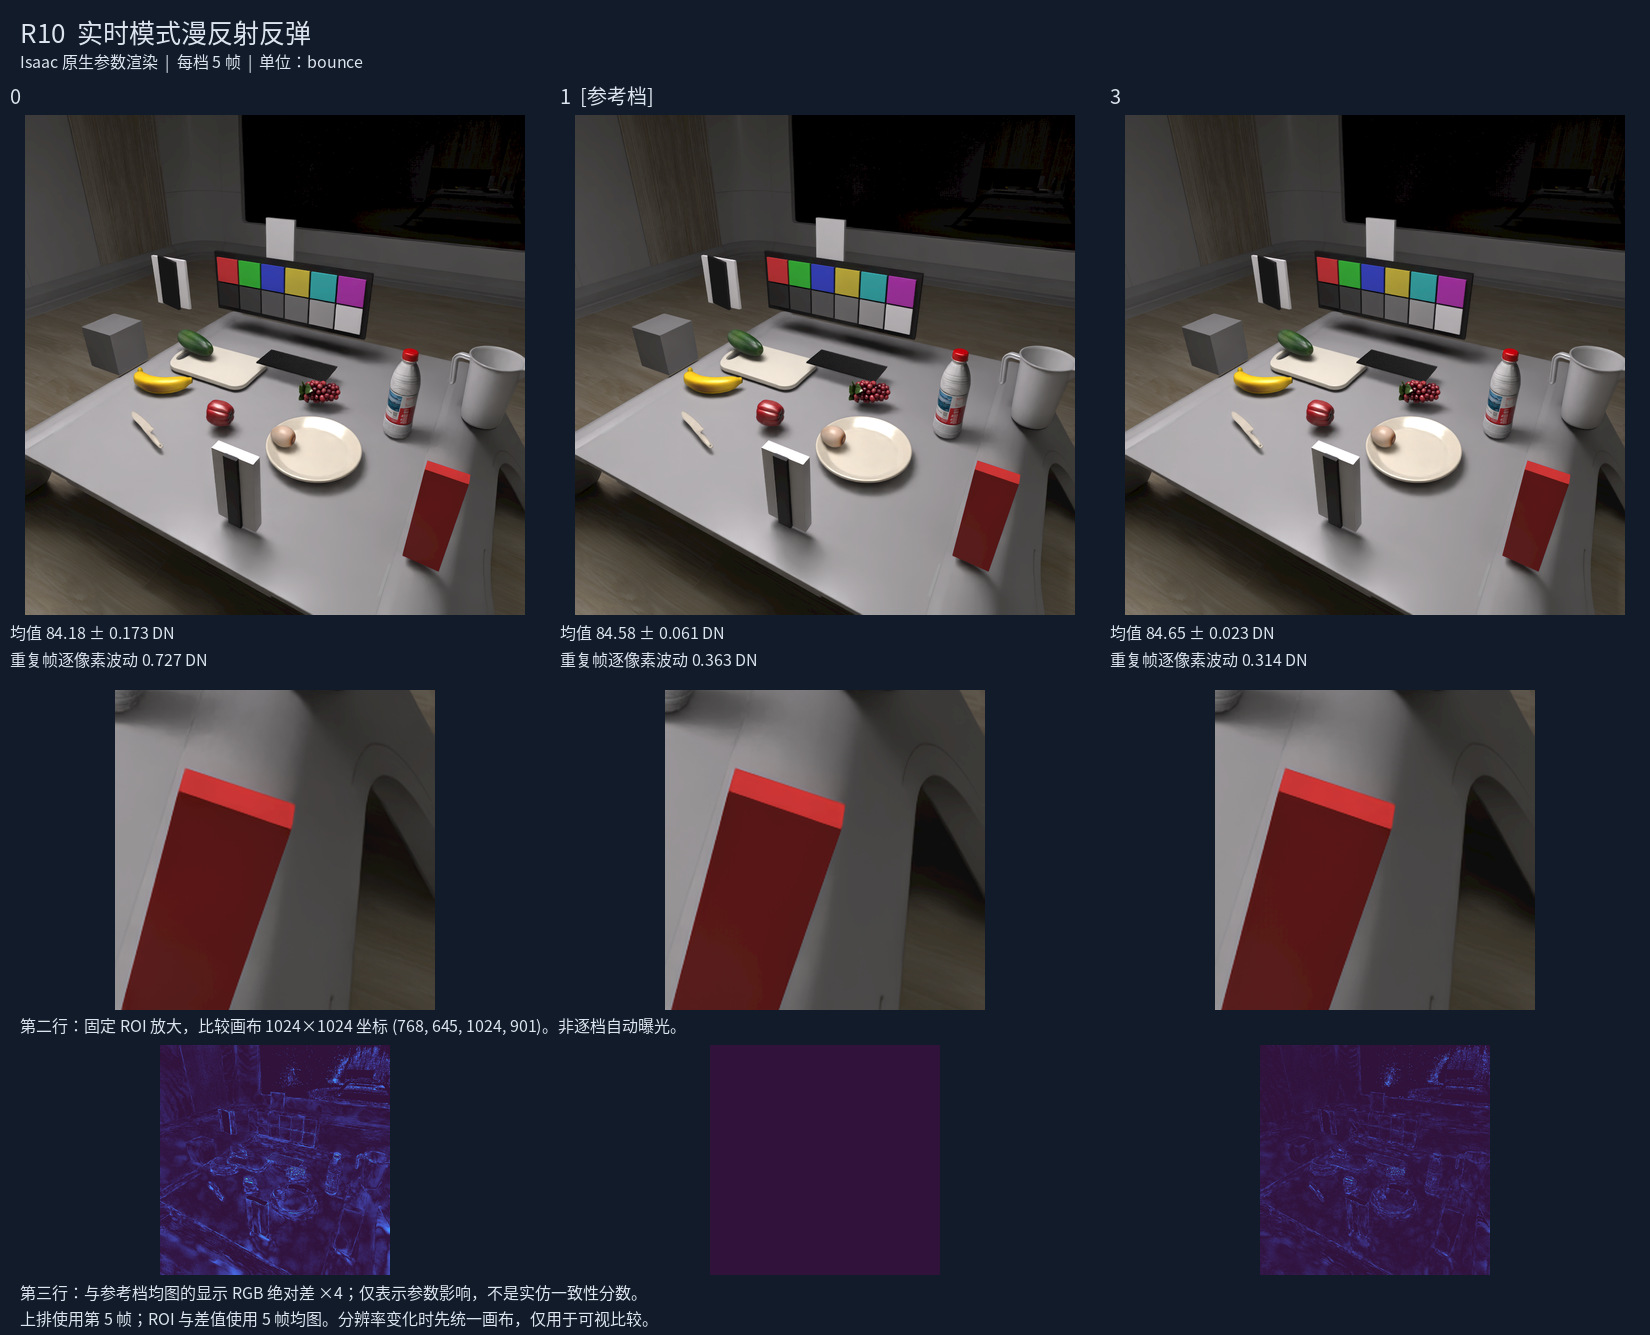 R10 实时模式漫反射反弹
Isaac 原生参数渲染 | 每档 5 帧 | 单位：bounce
0
1 [参考档]
3
均值 84.18 ± 0.173 DN
重复帧逐像素波动 0.727 DN
均值 84.58 ± 0.061 DN
重复帧逐像素波动 0.363 DN
均值 84.65 ± 0.023 DN
重复帧逐像素波动 0.314 DN
第二行：固定 ROI 放大，比较画布 1024×1024 坐标 (768, 645, 1024, 901)。非逐档自动曝光。
第三行：与参考档均图的显示 RGB 绝对差 ×4；仅表示参数影响，不是实仿一致性分数。
上排使用第 5 帧；ROI 与差值使用 5 帧均图。分辨率变化时先统一画布，仅用于可视比较。